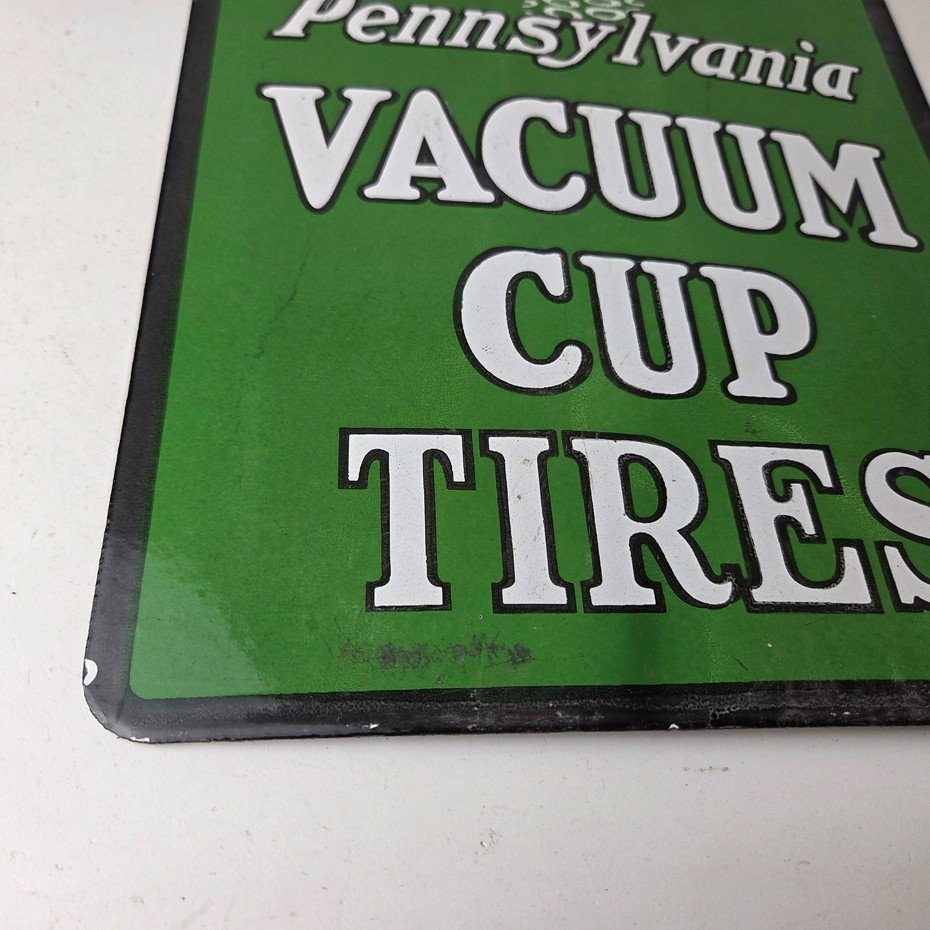 Pennsylvania
VACUUM
CUP
TIRES